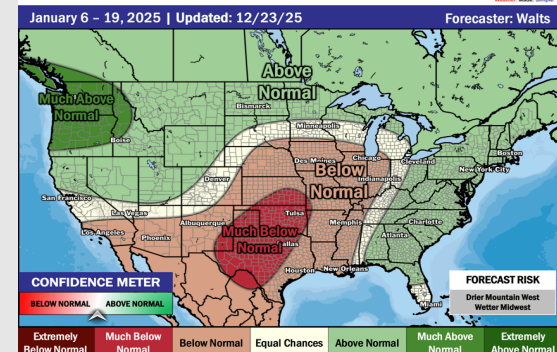 January 6 – 19, 2025 | Updated: 12/23/25
Forecaster: Walts
Above
Normal
Much Above
Normal
Bismarck
Minneapolis
Boise
Boston
Des Moines
Chicago
Cleveland
New York City
Below
Normal
Indianapolis
Denver
San Francisco
Las Vegas
Tulsa
Albuquerque
Memphis
Charlotte
Los Angeles
Phoenix
Much Below
Normal
Dallas
Atlanta
Houston
New Orleans
Miami
CONFIDENCE METER
BELOW NORMAL
ABOVE NORMAL
FORECAST RISK
Drier Mountain West
Wetter Midwest
Extremely
Below Normal
Much Below
Normal
Below Normal
Equal Chances
Above Normal
Much Above
Normal
Extremely
Above Normal